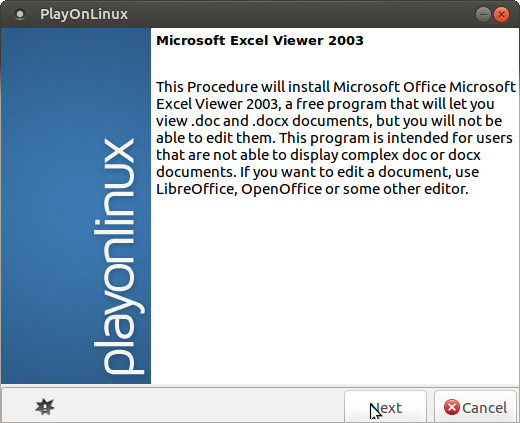 PlayOnLinux
Microsoft Excel Viewer 2003
This Procedure will install Microsoft Office Microsoft
Excel Viewer 2003, a free program that will let you
view .doc and .docx documents, but you will not be
able to edit them. This program is intended for users
that are not able to display complex doc or docx
documents. If you want to edit a document, use
LibreOffice, OpenOffice or some other editor.
playonlinux
Next
Cancel